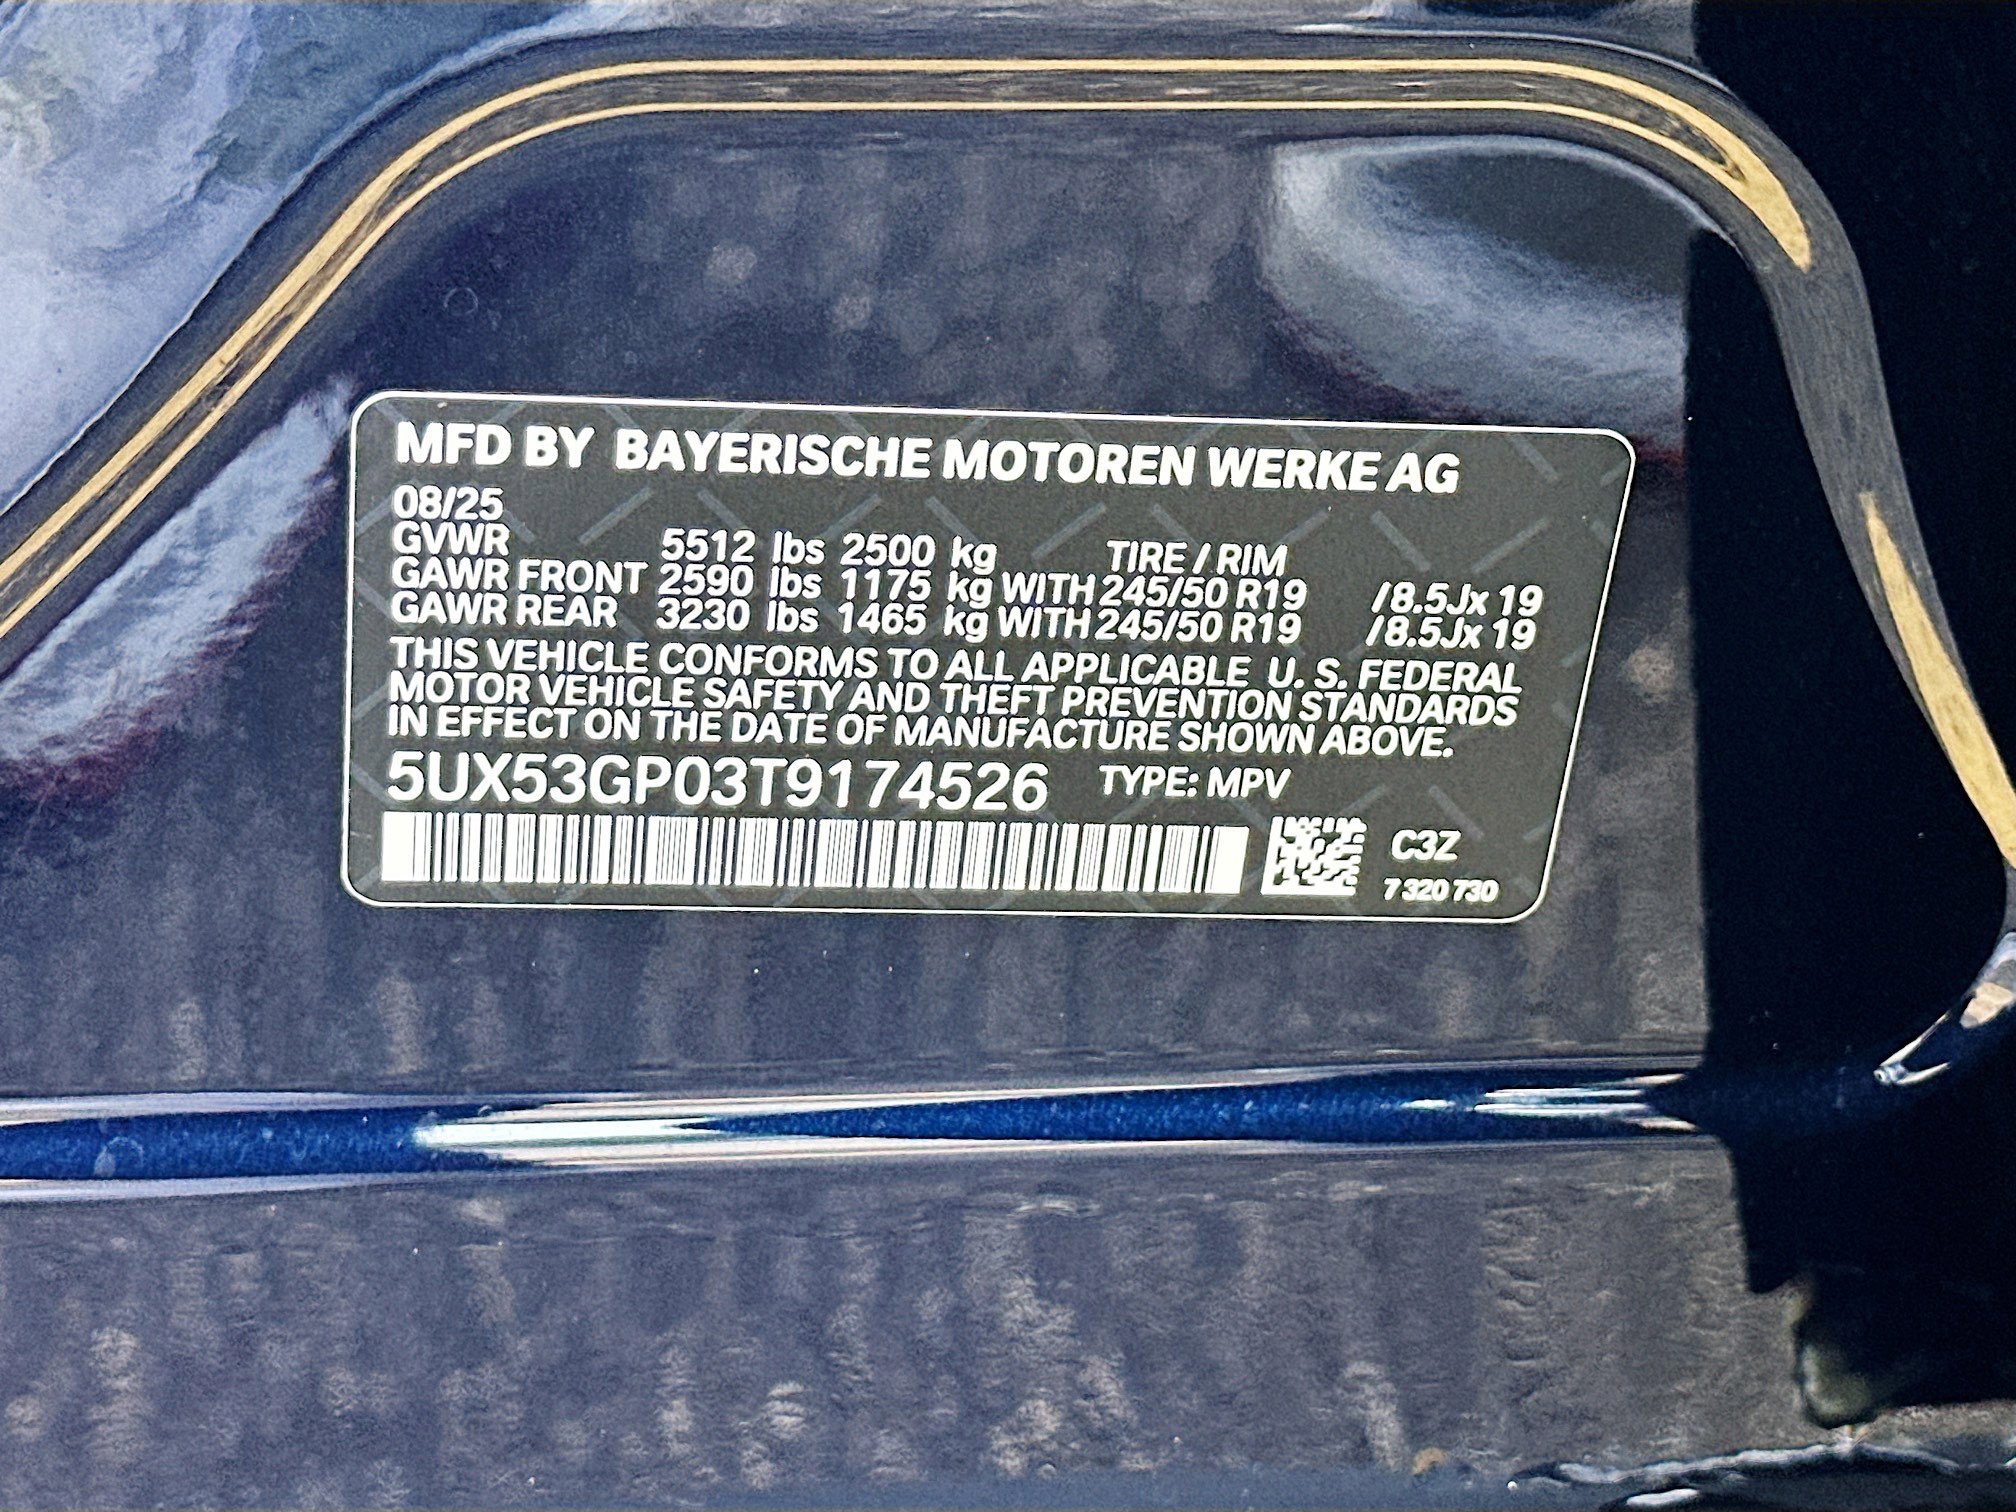 MFD BY BAYERISCHE MOTOREN WERKE AG
08/25
GVWR 5512 lbs 2500 kg TIRE / RIM
GAWR FRONT 2590 lbs 1175 kg WITH 245/50 R19 /8.5Jx 19
GAWR REAR 3230 lbs 1465 kg WITH 245/50 R19 /8.5Jx 19
THIS VEHICLE CONFORMS TO ALL APPLICABLE U. S. FEDERAL
MOTOR VEHICLE SAFETY AND THEFT PREVENTION STANDARDS
IN EFFECT ON THE DATE OF MANUFACTURE SHOWN ABOVE.
5UX53GP03T9174526 TYPE: MPV
C3Z
7 320 730